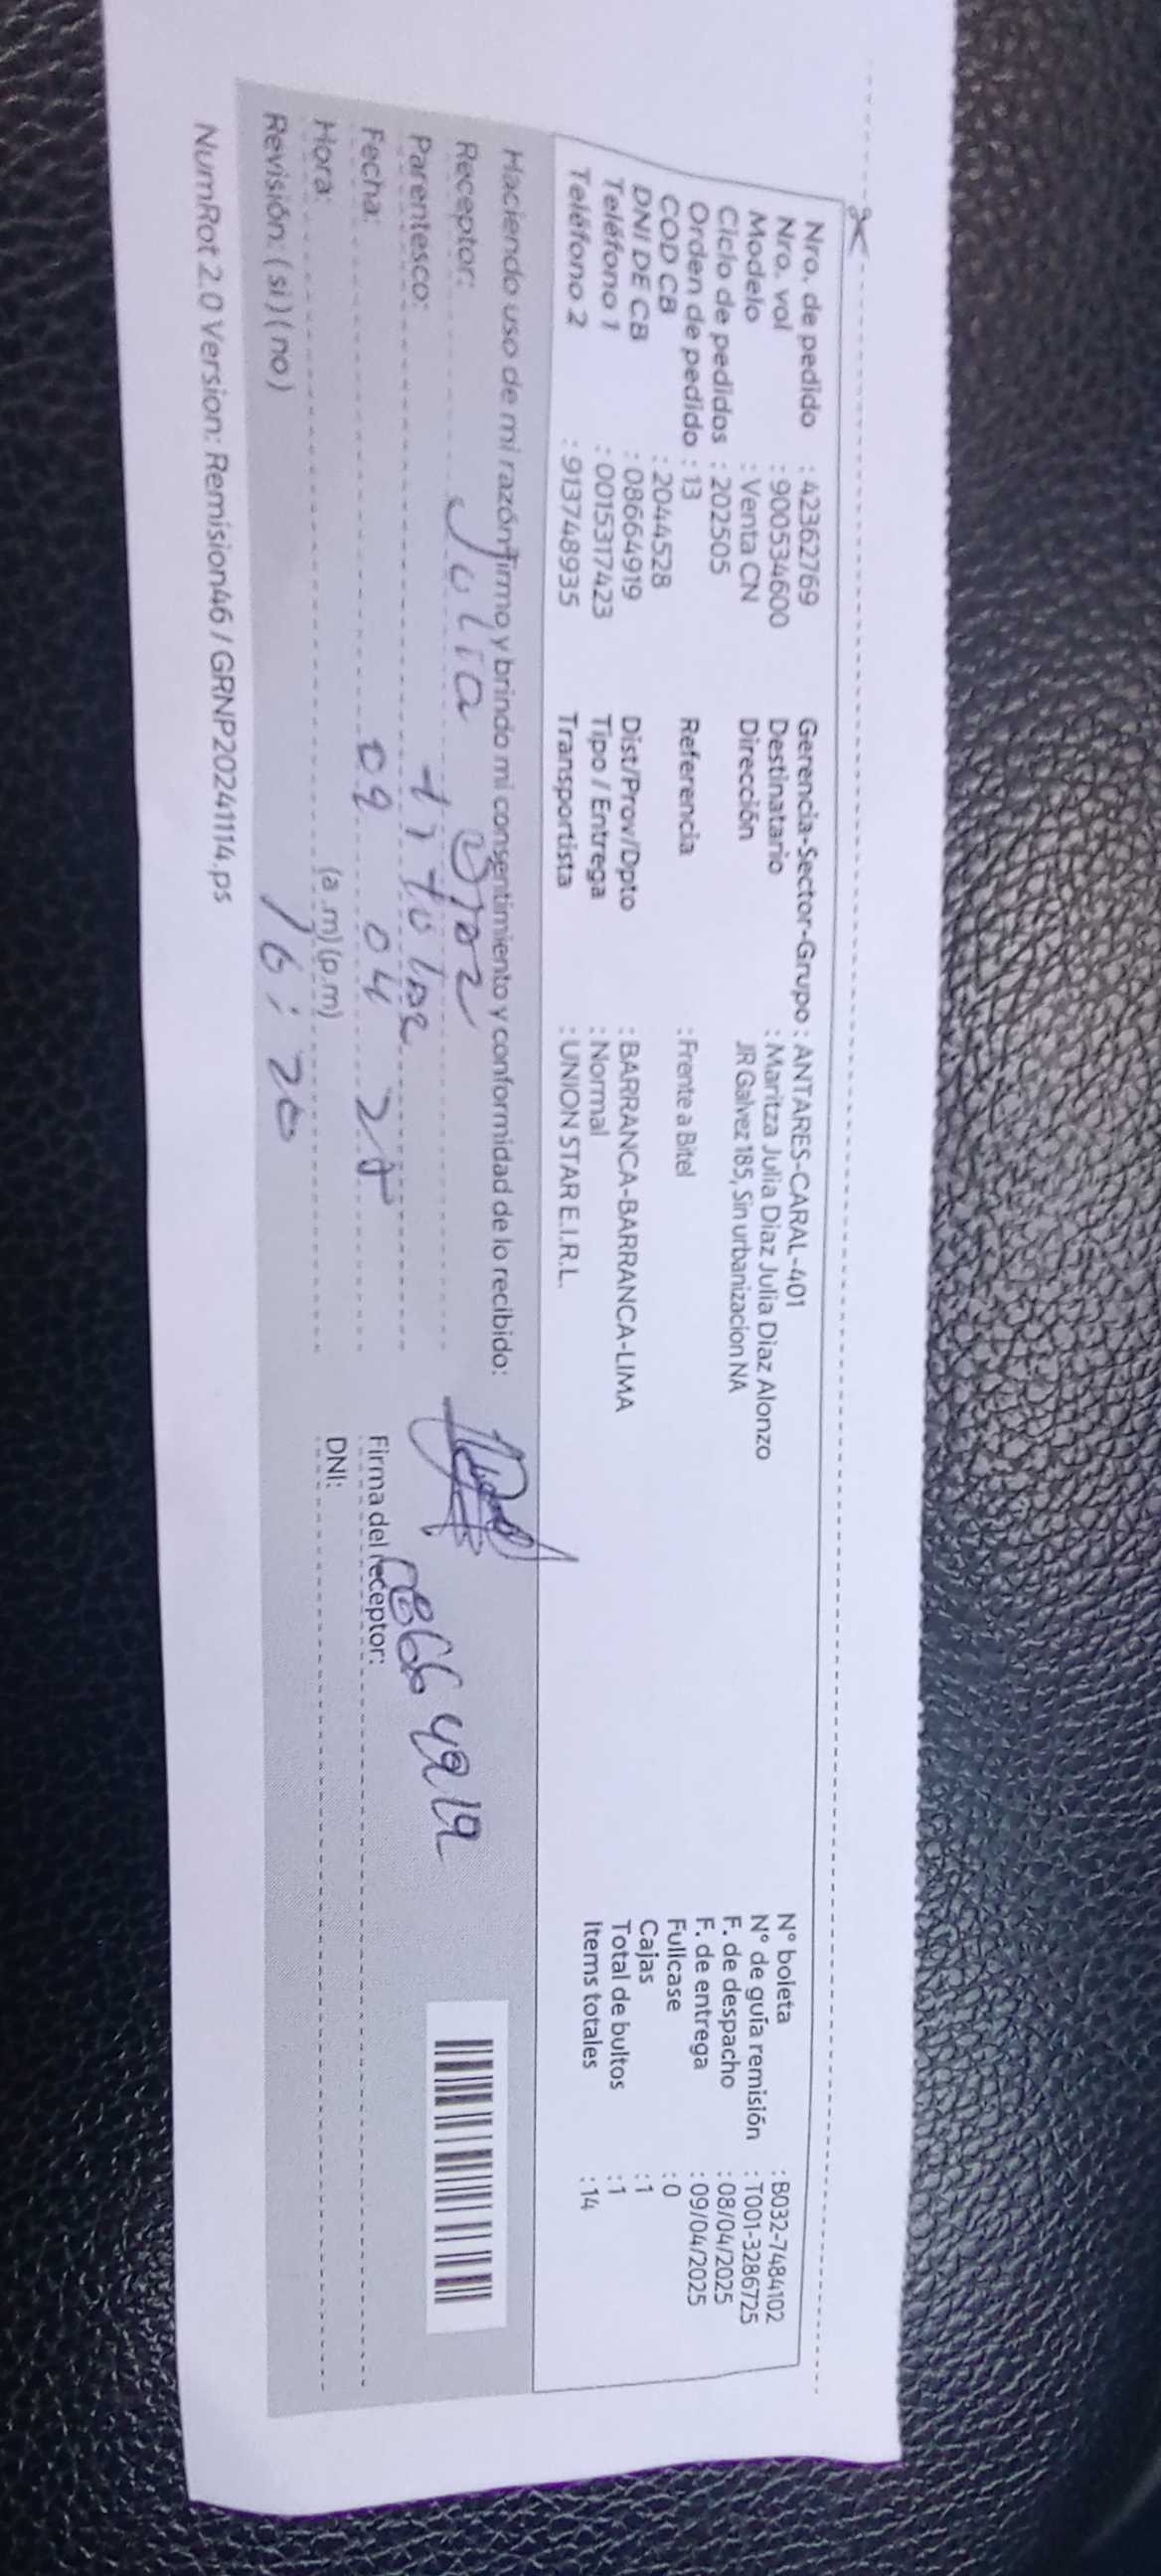 Nro. de pedido : 42362769
Nro. vol : 900534600
Modelo : Venta CN
Ciclo de pedidos : 202505
Orden de pedido : 13
COD CB : 2044528
DNI DE CB : 08664919
Teléfono 1 : 0015317423
Teléfono 2 : 913748935
Gerencia-Sector-Grupo : ANTARES-CARAL-401
Destinatario : Maritza Julia Diaz Julia Diaz Alonzo
Dirección JR Galvez 185, Sin urbanizacion NA
Referencia : Frente a Bitel
Dist/Prov/Dpto : BARRANCA-BARRANCA-LIMA
Tipo / Entrega : Normal
Transportista : UNION STAR E.I.R.L.
N° boleta : B032-7484102
N° de guía remisión : T001-3286725
F. de despacho : 08/04/2025
F. de entrega : 09/04/2025
Fullcase : 0
Cajas : 1
Total de bultos : 1
Items totales : 14
Haciendo uso de mi razón firmo y brindo mi consentimiento y conformidad de lo recibido:
Receptor: Julia Diaz
Parentesco: titular
Fecha: 09 04 25
Hora: (a.m) (p.m) 16:20
Revisión: (si) (no)
Firma del receptor:
08664919
DNI:
NumRot 2.0 Version: Remision46 / GRNP20241114.ps